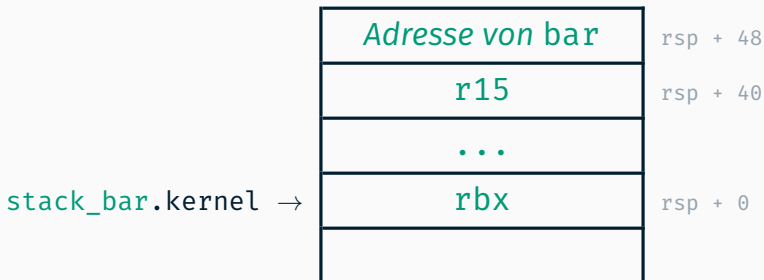 Adresse von bar rsp + 48
r15 rsp + 40
...
stack_bar.kernel → rbx rsp + 0